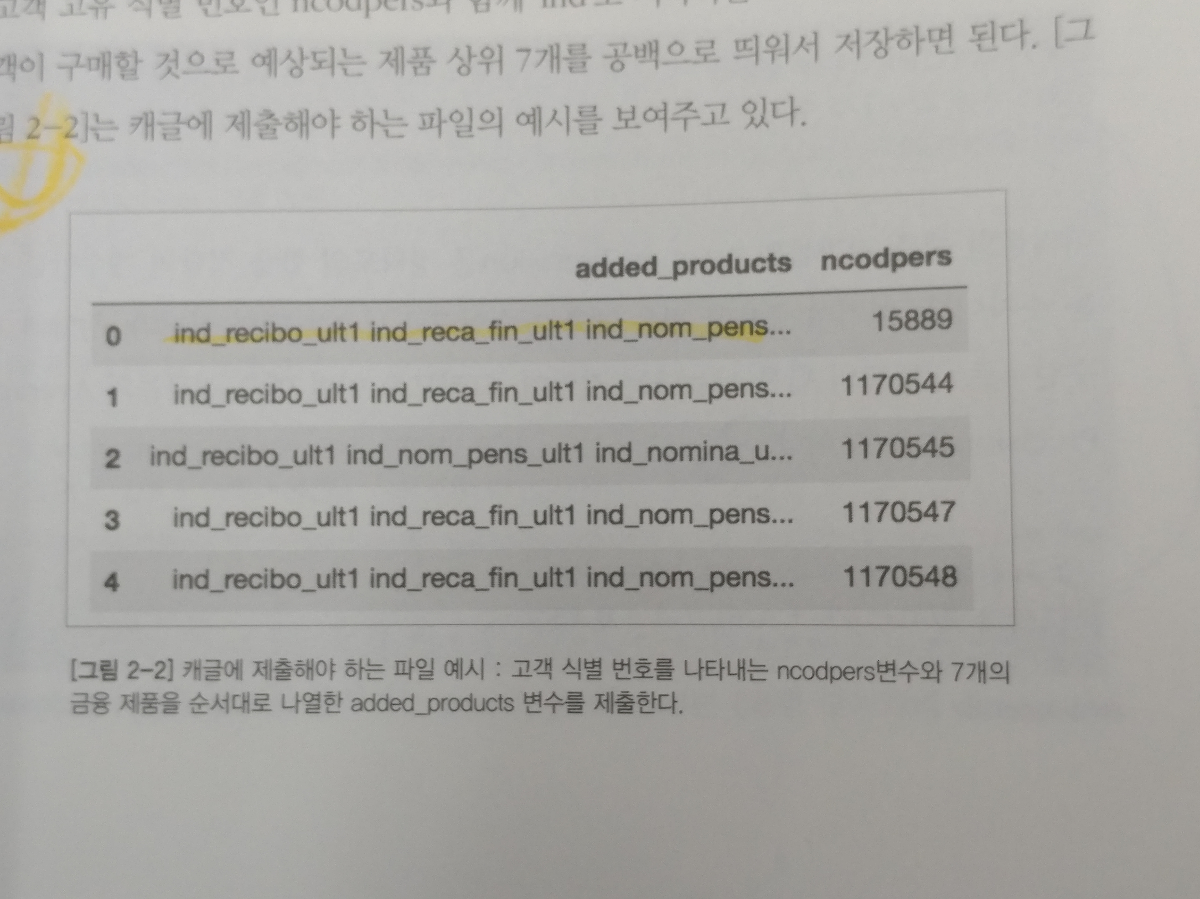 고객 고유 식별 번호인 ncodpers와 함께
객이 구매할 것으로 예상되는 제품 상위 7개를 공백으로 띄워서 저장하면 된다. [그
림 2-2]는 캐글에 제출해야 하는 파일의 예시를 보여주고 있다.
added_products ncodpers
0 ind_recibo_ult1 ind_reca_fin_ult1 ind_nom_pens... 15889
1 ind_recibo_ult1 ind_reca_fin_ult1 ind_nom_pens... 1170544
2 ind_recibo_ult1 ind_nom_pens_ult1 ind_nomina_u... 1170545
3 ind_recibo_ult1 ind_reca_fin_ult1 ind_nom_pens... 1170547
4 ind_recibo_ult1 ind_reca_fin_ult1 ind_nom_pens... 1170548
[그림 2-2] 캐글에 제출해야 하는 파일 예시 : 고객 식별 번호를 나타내는 ncodpers변수와 7개의
금융 제품을 순서대로 나열한 added_products 변수를 제출한다.